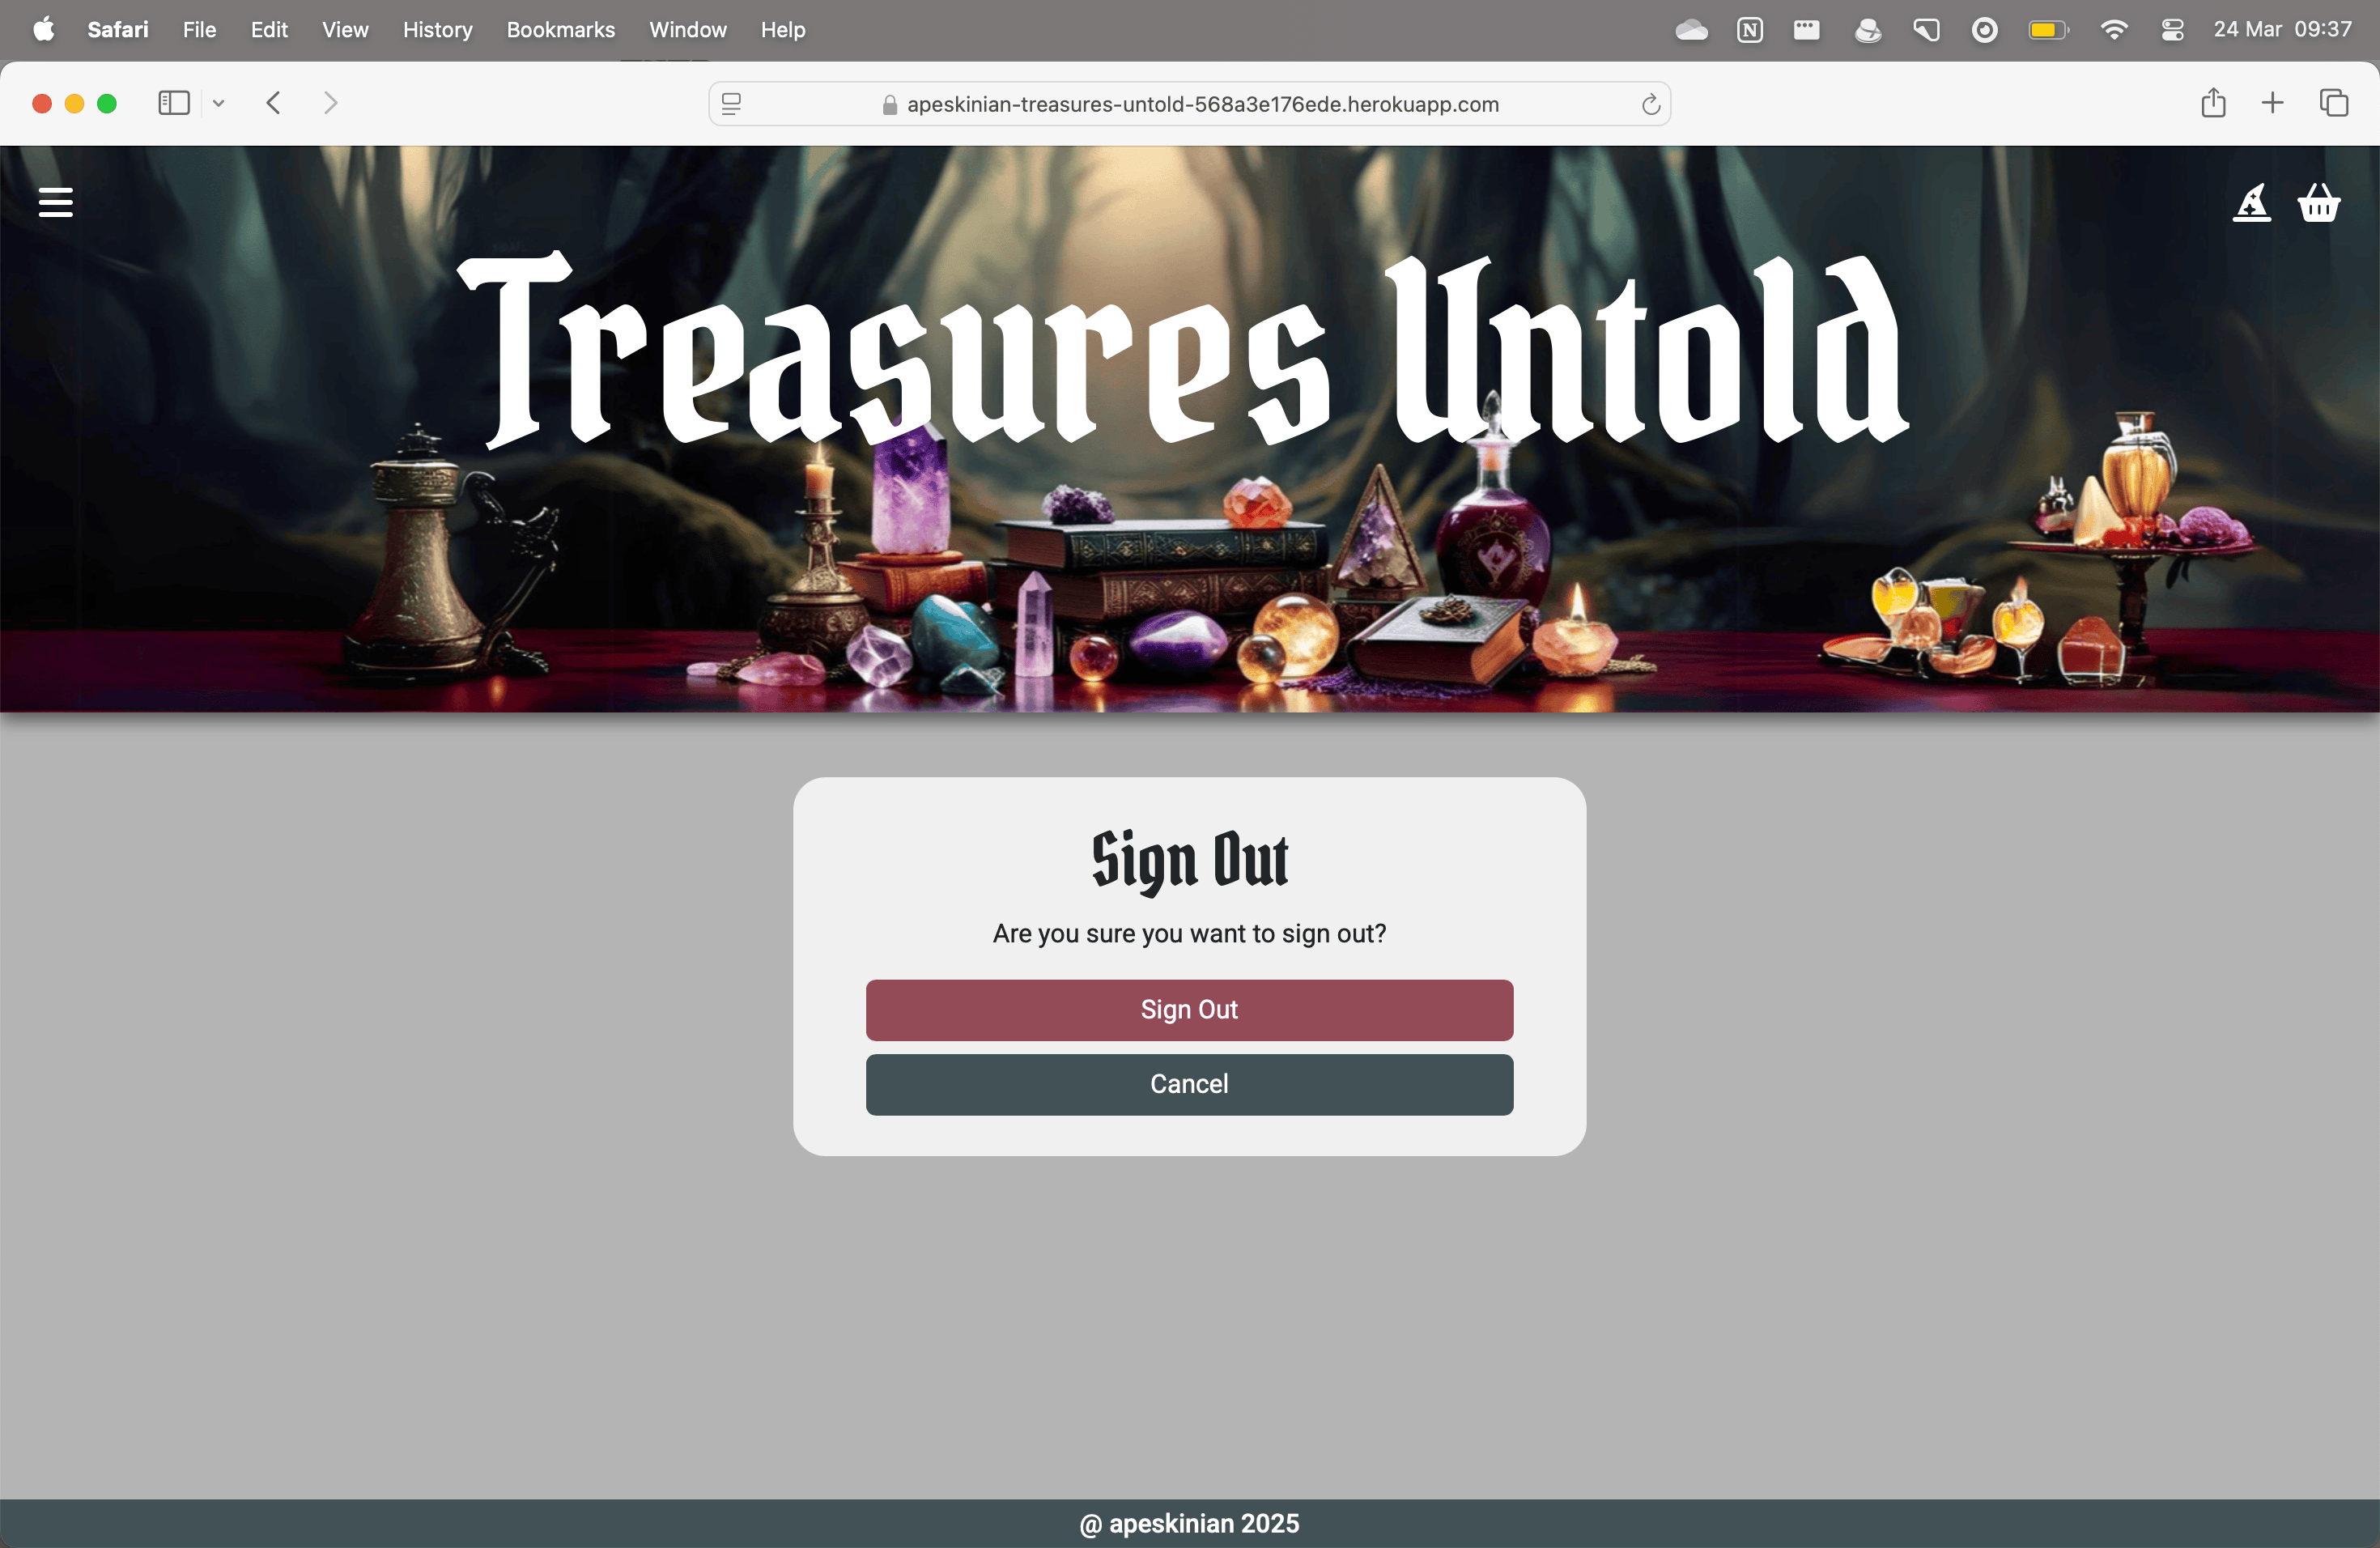 Safari File Edit View History Bookmarks Window Help 24 Mar 09:37
apeskinian-treasures-untold-568a3e176ede.herokuapp.com
Treasures Untold
Sign Out
Are you sure you want to sign out?
Sign Out
Cancel
@ apeskinian 2025